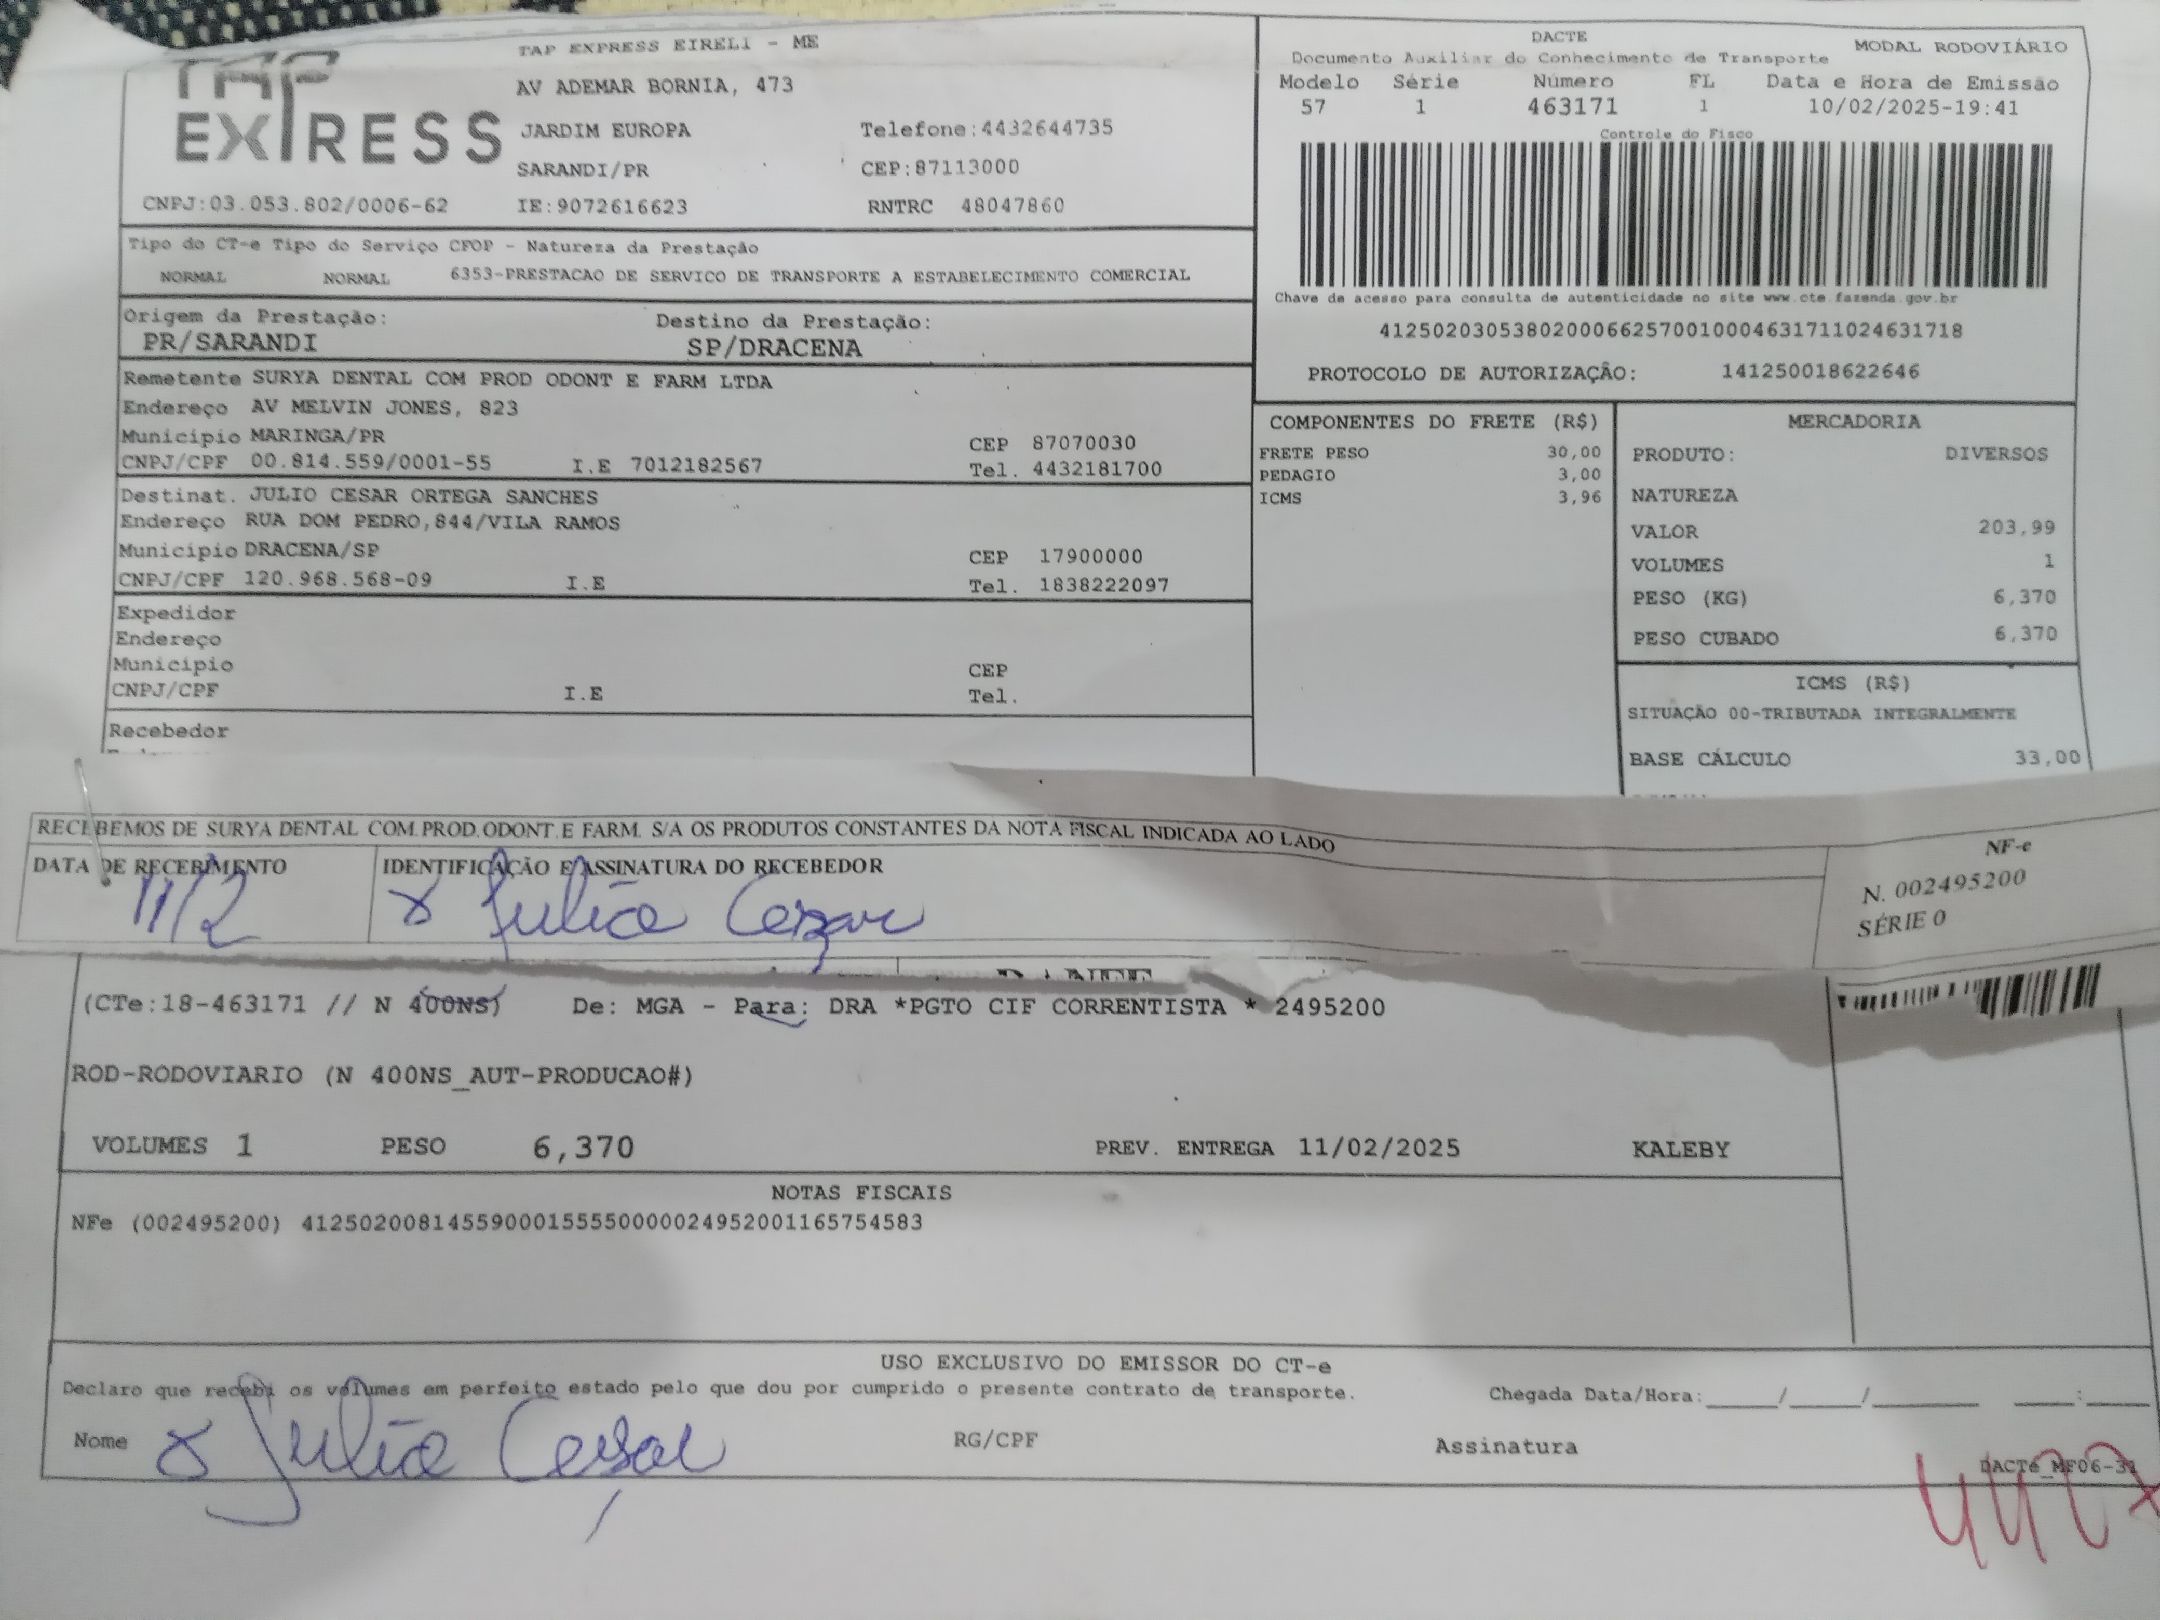 TAP EXPRESS
TAP EXPRESS EIRELI - ME
AV ADEMAR BORNIA, 473
JARDIM EUROPA Telefone:4432644735
SARANDI/PR CEP:87113000
CNPJ:03.053.802/0006-62 IE:9072616623 RNTRC 48047860
DACTE MODAL RODOVIÁRIO
Documento Auxiliar do Conhecimento de Transporte
Modelo Série Número FL Data e Hora de Emissão
57 1 463171 1 10/02/2025-19:41
Controle do Fisco
Chave de acesso para consulta de autenticidade no site www.cte.fazenda.gov.br
41250203053802000662570010004631711024631718
PROTOCOLO DE AUTORIZAÇÃO: 141250018622646
Tipo do CT-e Tipo do Serviço CFOP - Natureza da Prestação
NORMAL NORMAL 6353-PRESTACAO DE SERVICO DE TRANSPORTE A ESTABELECIMENTO COMERCIAL
Origem da Prestação: Destino da Prestação:
PR/SARANDI SP/DRACENA
Remetente SURYA DENTAL COM PROD ODONT E FARM LTDA
Endereço AV MELVIN JONES, 823
Município MARINGA/PR CEP 87070030
CNPJ/CPF 00.814.559/0001-55 I.E 7012182567 Tel. 4432181700
Destinat. JULIO CESAR ORTEGA SANCHES
Endereço RUA DOM PEDRO,844/VILA RAMOS
Município DRACENA/SP CEP 17900000
CNPJ/CPF 120.968.568-09 I.E Tel. 1838222097
Expedidor
Endereço
Município CEP
CNPJ/CPF I.E Tel.
Recebedor
COMPONENTES DO FRETE (R$)
FRETE PESO 30,00
PEDAGIO 3,00
ICMS 3,96
MERCADORIA
PRODUTO: DIVERSOS
NATUREZA
VALOR 203,99
VOLUMES 1
PESO (KG) 6,370
PESO CUBADO 6,370
ICMS (R$)
SITUAÇÃO 00-TRIBUTADA INTEGRALMENTE
BASE CÁLCULO 33,00
RECEBEMOS DE SURYA DENTAL COM.PROD.ODONT.E FARM. S/A OS PRODUTOS CONSTANTES DA NOTA FISCAL INDICADA AO LADO
DATA DE RECEBIMENTO IDENTIFICAÇÃO E ASSINATURA DO RECEBEDOR
11/2 x Julio Cezar
NF-e
N. 002495200
SÉRIE 0
(CTe:18-463171 // N 400NS) De: MGA - Para: DRA *PGTO CIF CORRENTISTA * 2495200
ROD-RODOVIARIO (N 400NS_AUT-PRODUCAO#)
VOLUMES 1 PESO 6,370 PREV. ENTREGA 11/02/2025 KALEBY
NOTAS FISCAIS
NFe (002495200) 41250200814559000155550000024952001165754583
USO EXCLUSIVO DO EMISSOR DO CT-e
Declaro que recebi os volumes em perfeito estado pelo que dou por cumprido o presente contrato de transporte. Chegada Data/Hora:_____/_____/________ _____:_____
Nome x Julio Cesar RG/CPF Assinatura